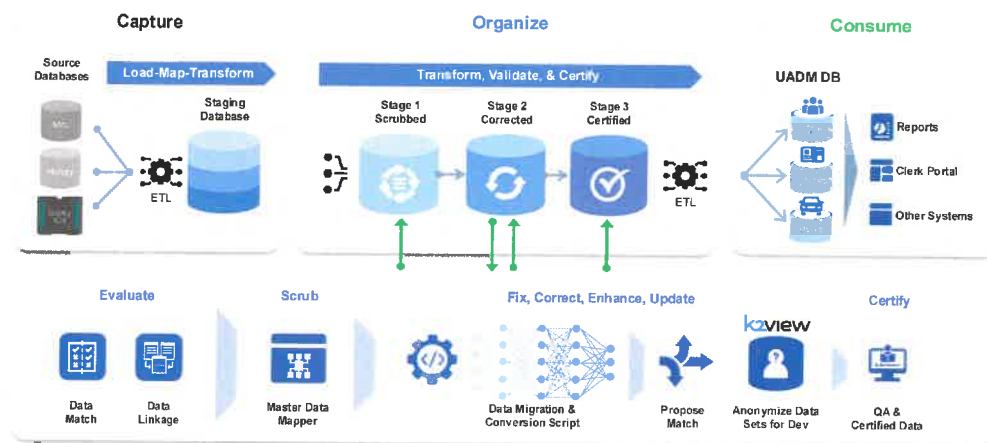 Capture
Organize
Consume
Source
Databases
Load-Map-Transform
Transform, Validate, & Certify
UADM DB
Staging
Database
Stage 1
Scrubbed
Stage 2
Corrected
Stage 3
Certified
ETL
ETL
Reports
Clerk Portal
Other Systems
Evaluate
Scrub
Fix, Correct, Enhance, Update
Certify
k2view
Data
Match
Data
Linkage
Master Data
Mapper
Data Migration &
Conversion Script
Propose
Match
Anonymize Data
Sets for Dev
QA &
Certified Data